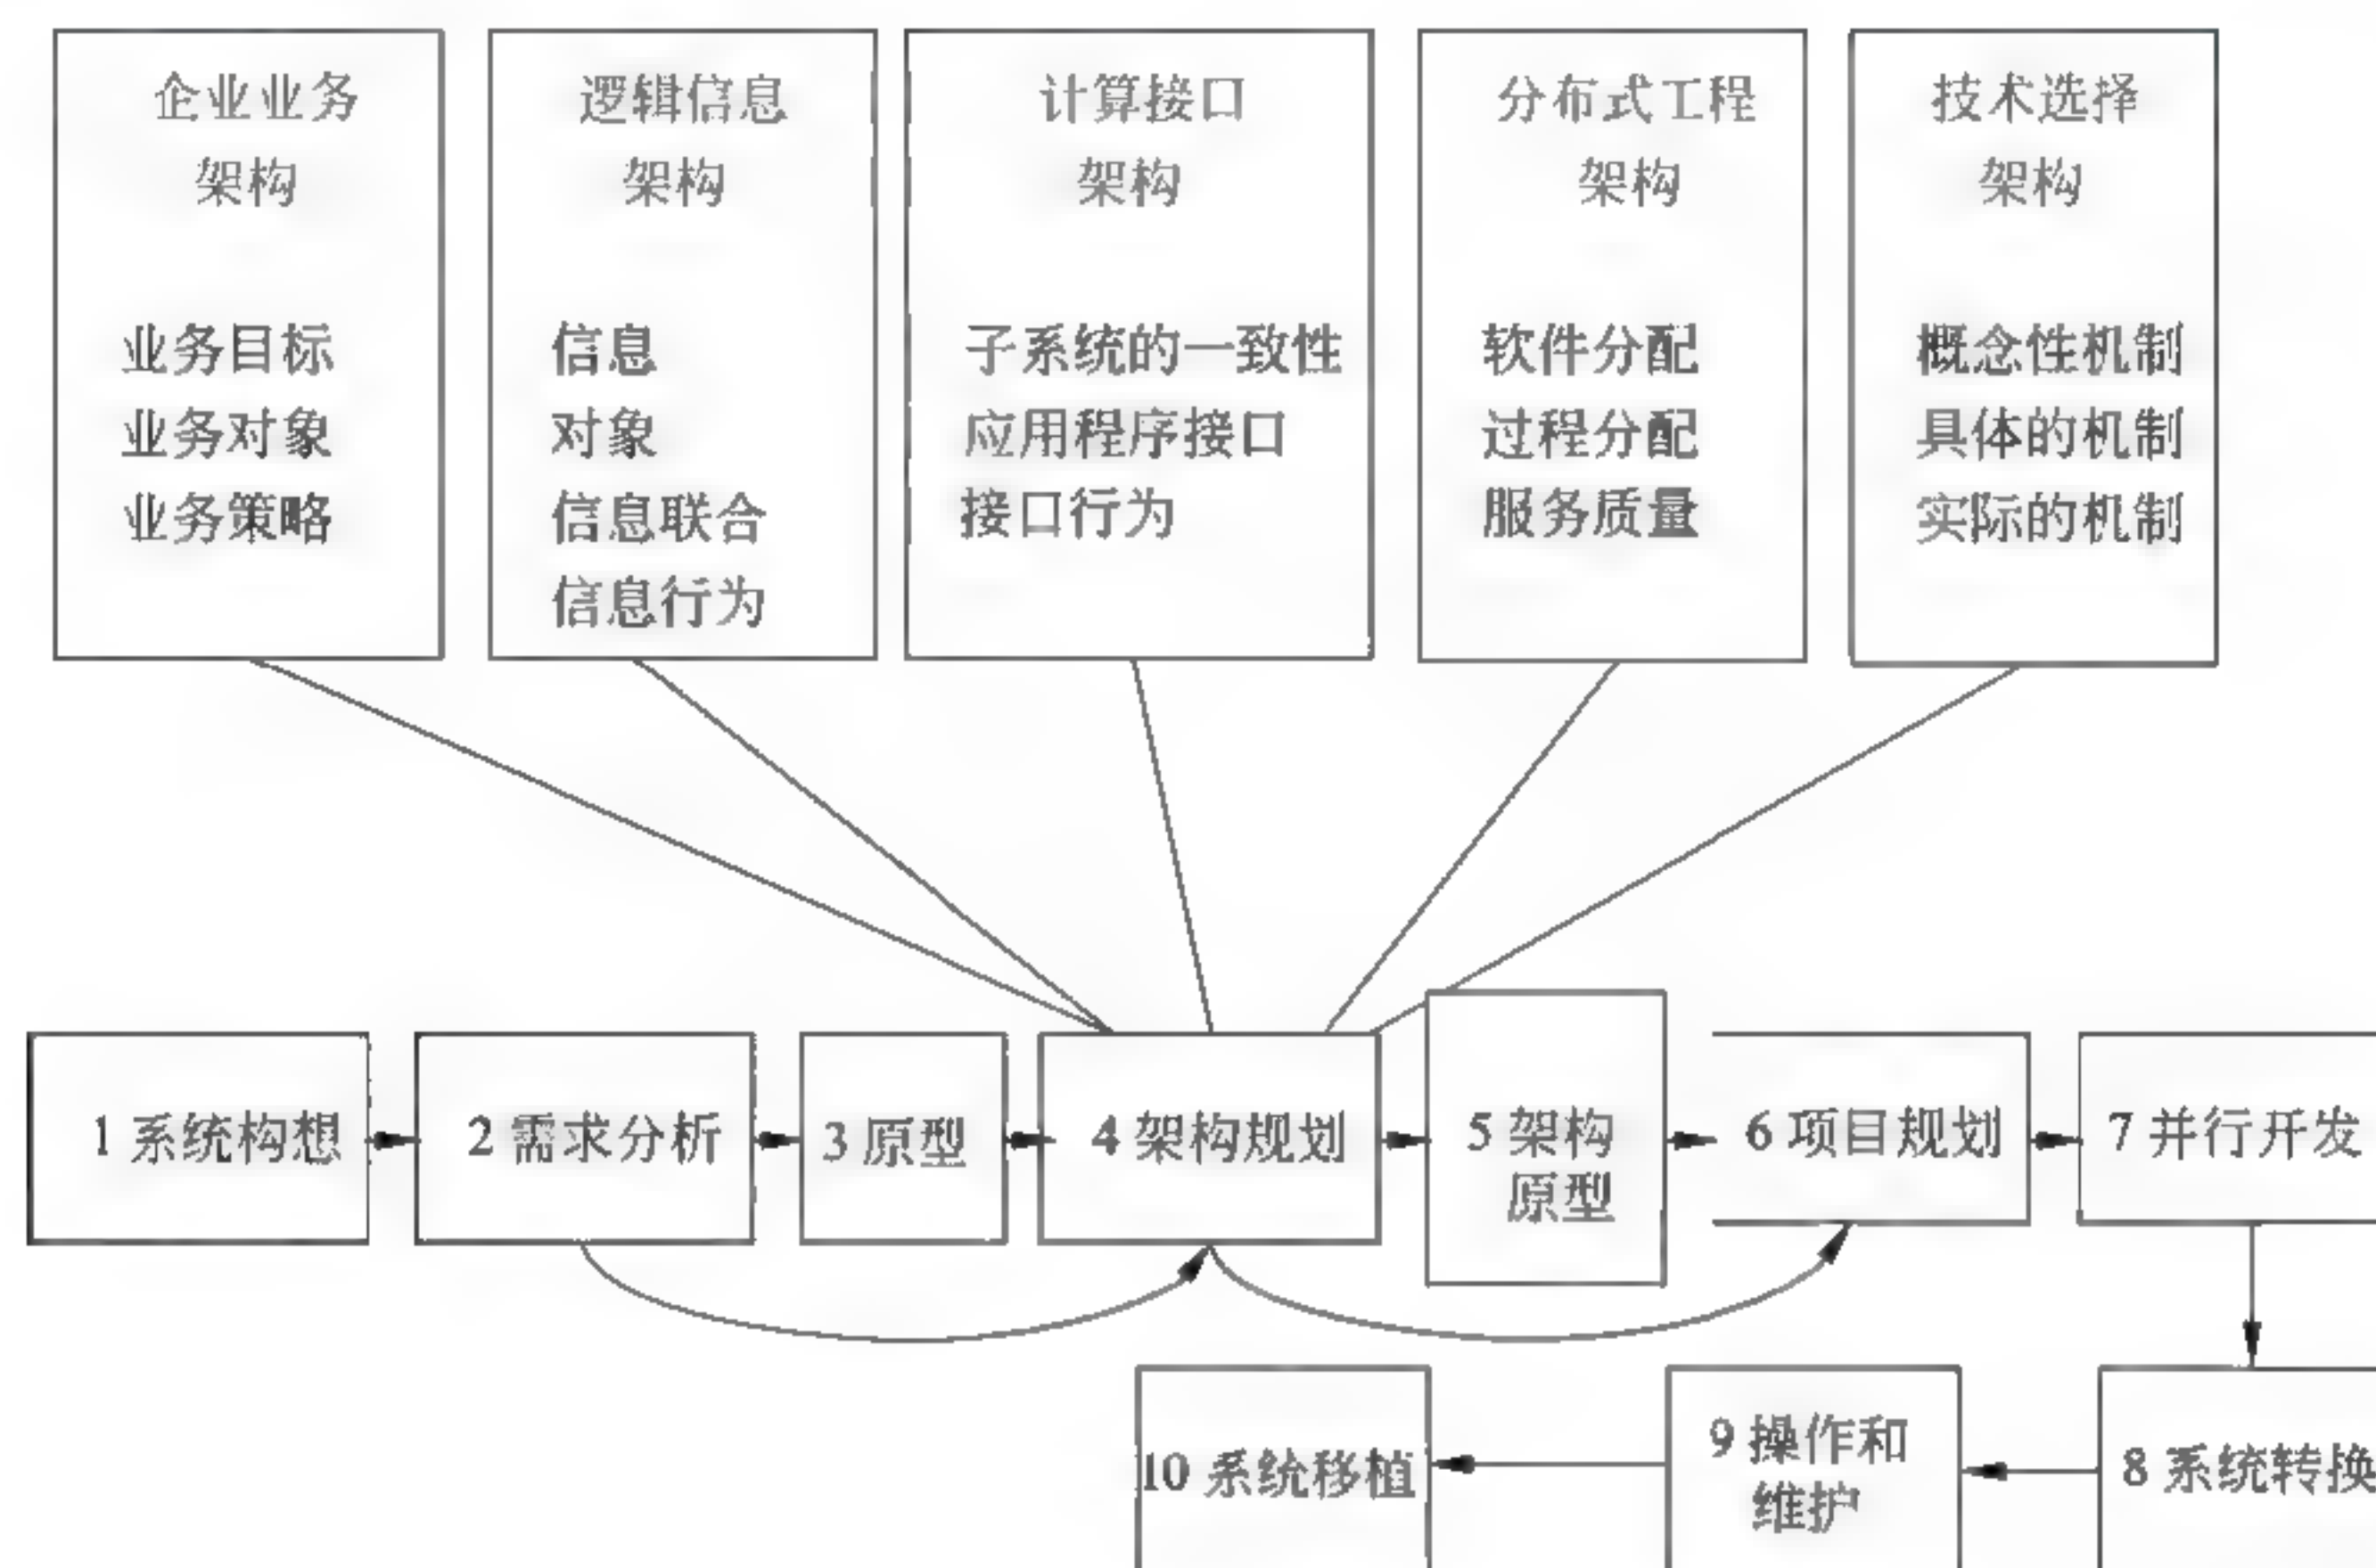 企业业务
架构
业务目标
业务对象
业务策略
逻辑信息
架构
信息
对象
信息联合
信息行为
计算接口
架构
子系统的一致性
应用程序接口
接口行为
分布式工程
架构
软件分配
过程分配
服务质量
技术选择
架构
概念性机制
具体的机制
实际的机制
1 系统构想
2 需求分析
3 原型
4 架构规划
5 架构
原型
6 项目规划
7 并行开发
8 系统转换
9 操作和
维护
10 系统移植